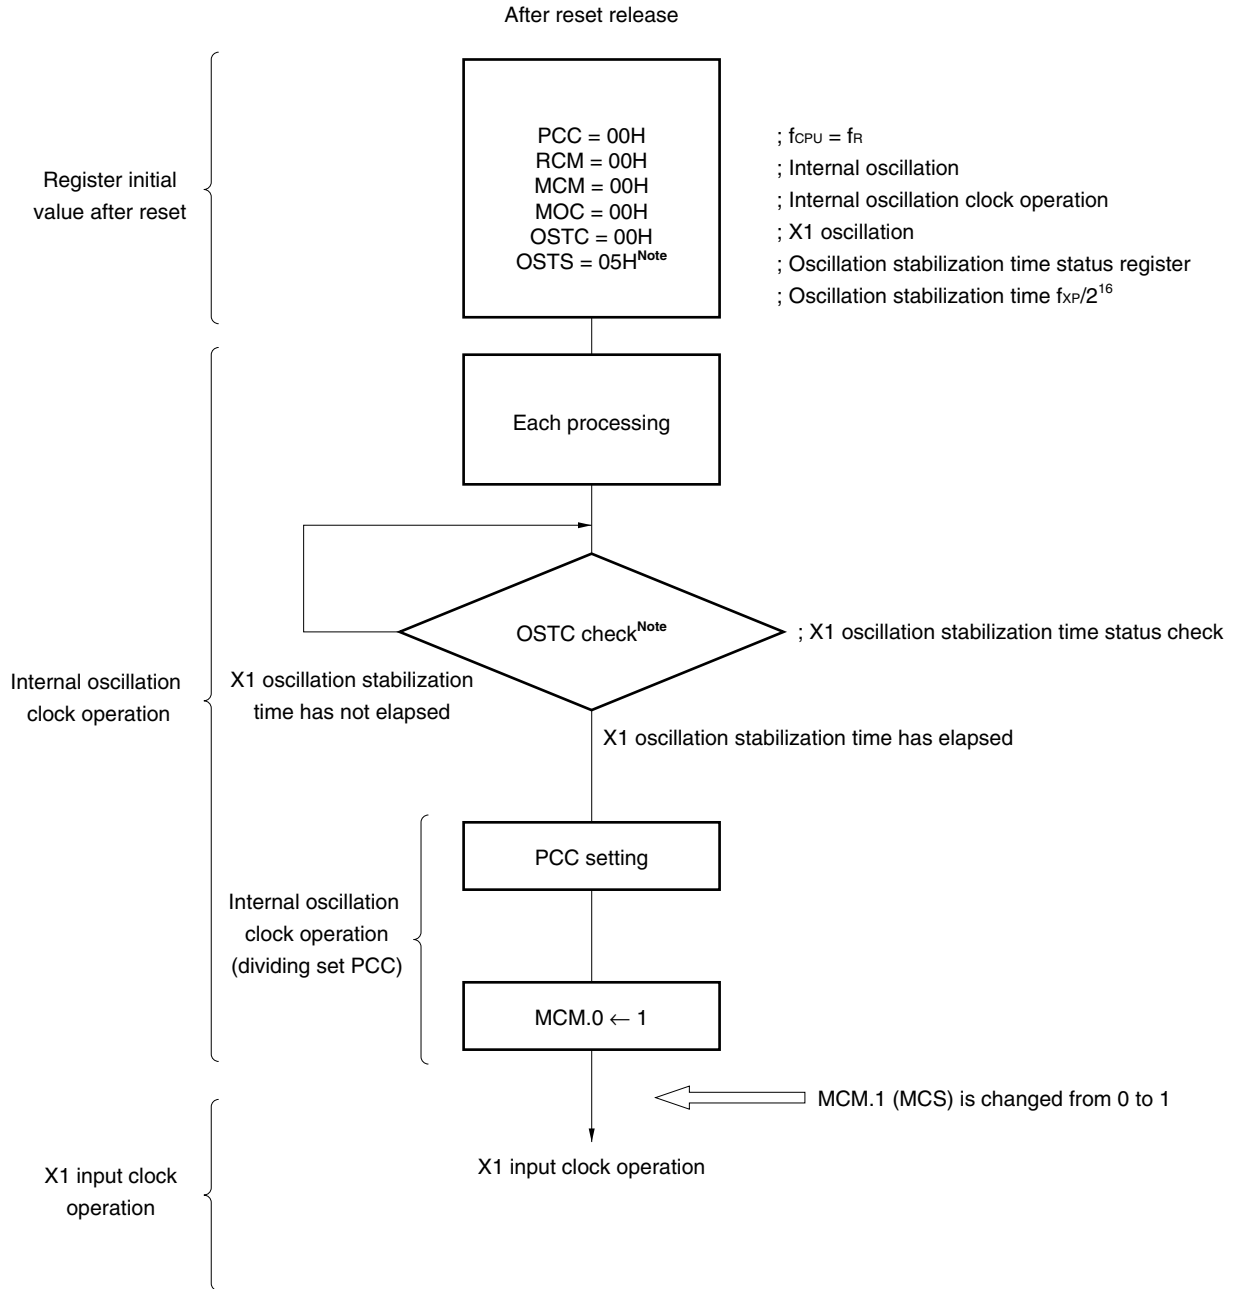 After reset release
Register initial
value after reset
PCC = 00H
RCM = 00H
MCM = 00H
MOC = 00H
OSTC = 00H
OSTS = 05HNote
; fCPU = fR
; Internal oscillation
; Internal oscillation clock operation
; X1 oscillation
; Oscillation stabilization time status register
; Oscillation stabilization time fXP/2^16
Each processing
Internal oscillation
clock operation
OSTC checkNote
; X1 oscillation stabilization time status check
X1 oscillation stabilization
time has not elapsed
X1 oscillation stabilization time has elapsed
Internal oscillation
clock operation
(dividing set PCC)
PCC setting
MCM.0 ← 1
MCM.1 (MCS) is changed from 0 to 1
X1 input clock operation
X1 input clock
operation